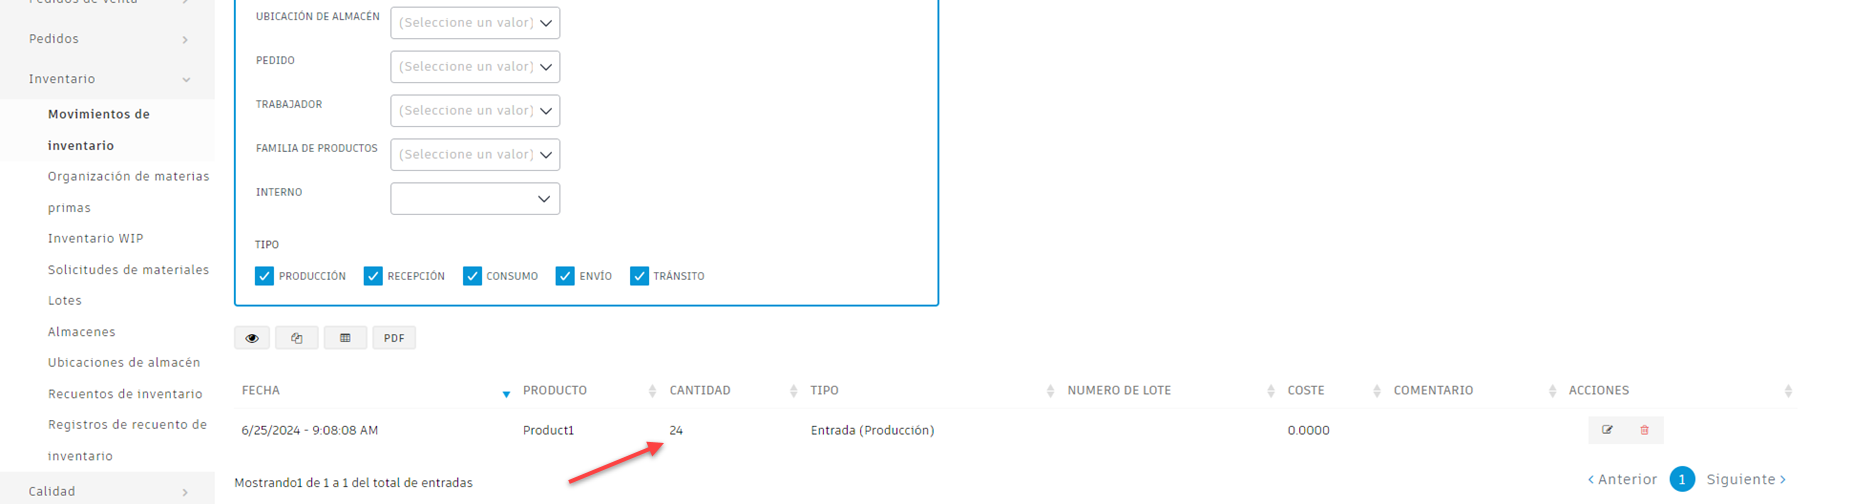 Pedidos de venta
Pedidos
Inventario
Movimientos de
inventario
Organización de materias
primas
Inventario WIP
Solicitudes de materiales
Lotes
Almacenes
Ubicaciones de almacén
Recuentos de inventario
Registros de recuento de
inventario
Calidad
UBICACIÓN DE ALMACÉN (Seleccione un valor)
PEDIDO (Seleccione un valor)
TRABAJADOR (Seleccione un valor)
FAMILIA DE PRODUCTOS (Seleccione un valor)
INTERNO
TIPO
PRODUCCIÓN RECEPCIÓN CONSUMO ENVÍO TRÁNSITO
PDF
FECHA PRODUCTO CANTIDAD TIPO NUMERO DE LOTE COSTE COMENTARIO ACCIONES
6/25/2024 - 9:08:08 AM Product1 24 Entrada (Producción) 0.0000
Mostrando1 de 1 a 1 del total de entradas
Anterior 1 Siguiente